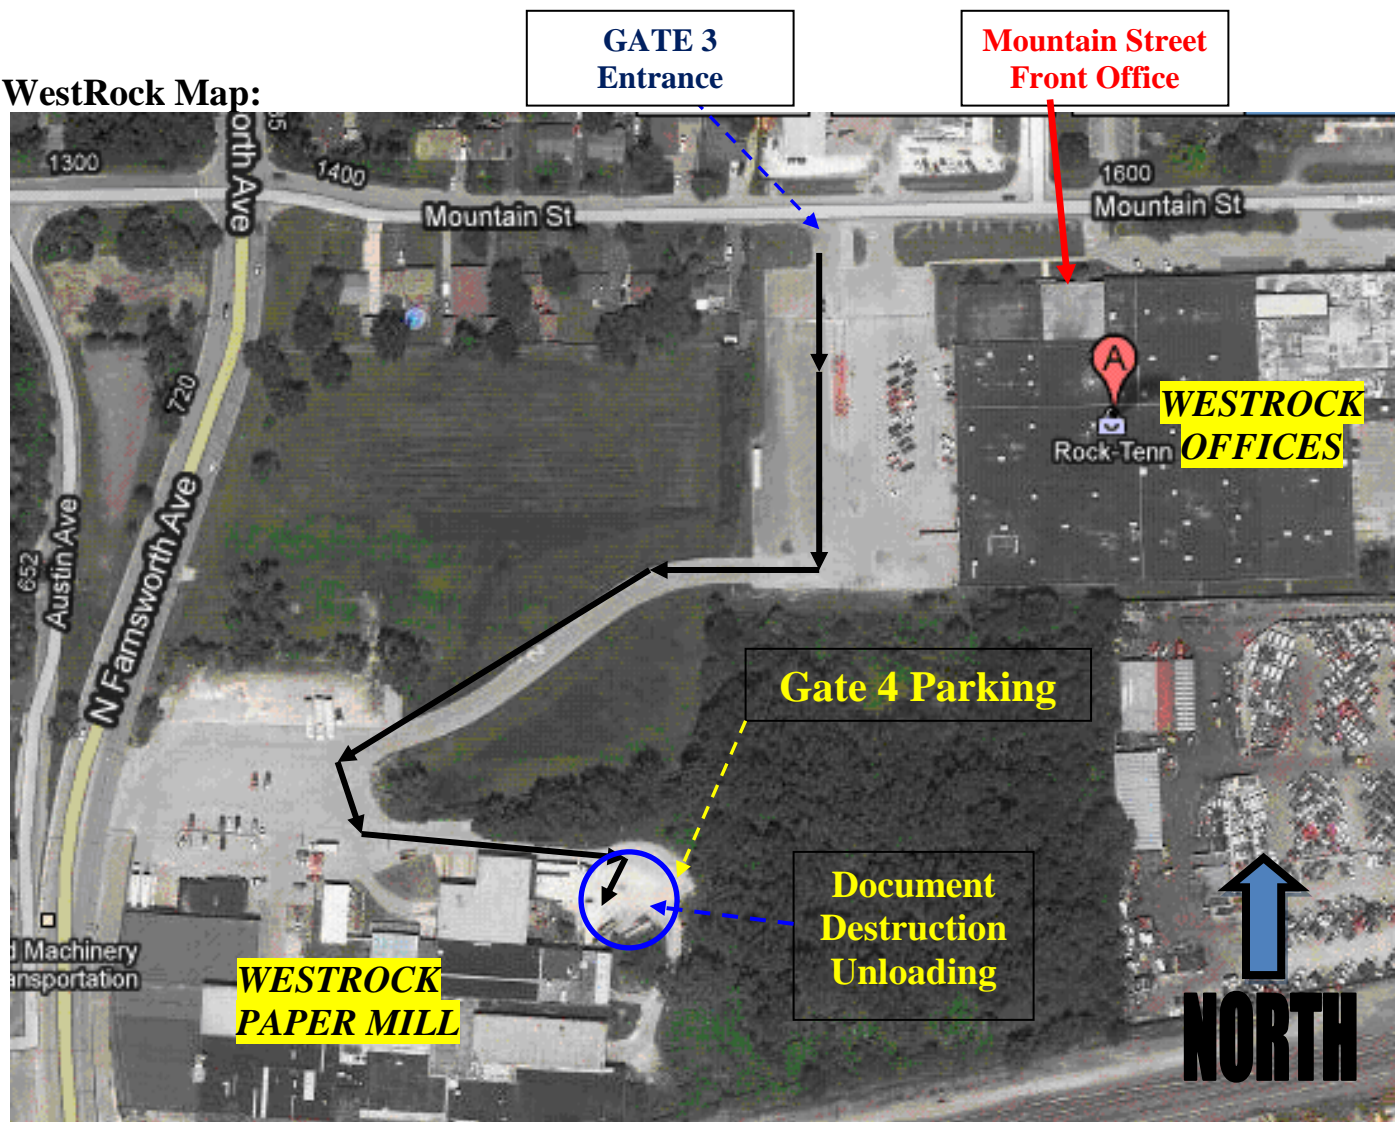 GATE 3
Entrance
Mountain Street
Front Office
WestRock Map:
1300
orth Ave
1400
Mountain St
1600
Mountain St
A
WESTROCK
OFFICES
Rock-Tenn
720
652
Austin Ave
N Farnsworth Ave
Gate 4 Parking
Document
Destruction
Unloading
d Machinery
ansportation
WESTROCK
PAPER MILL
NORTH